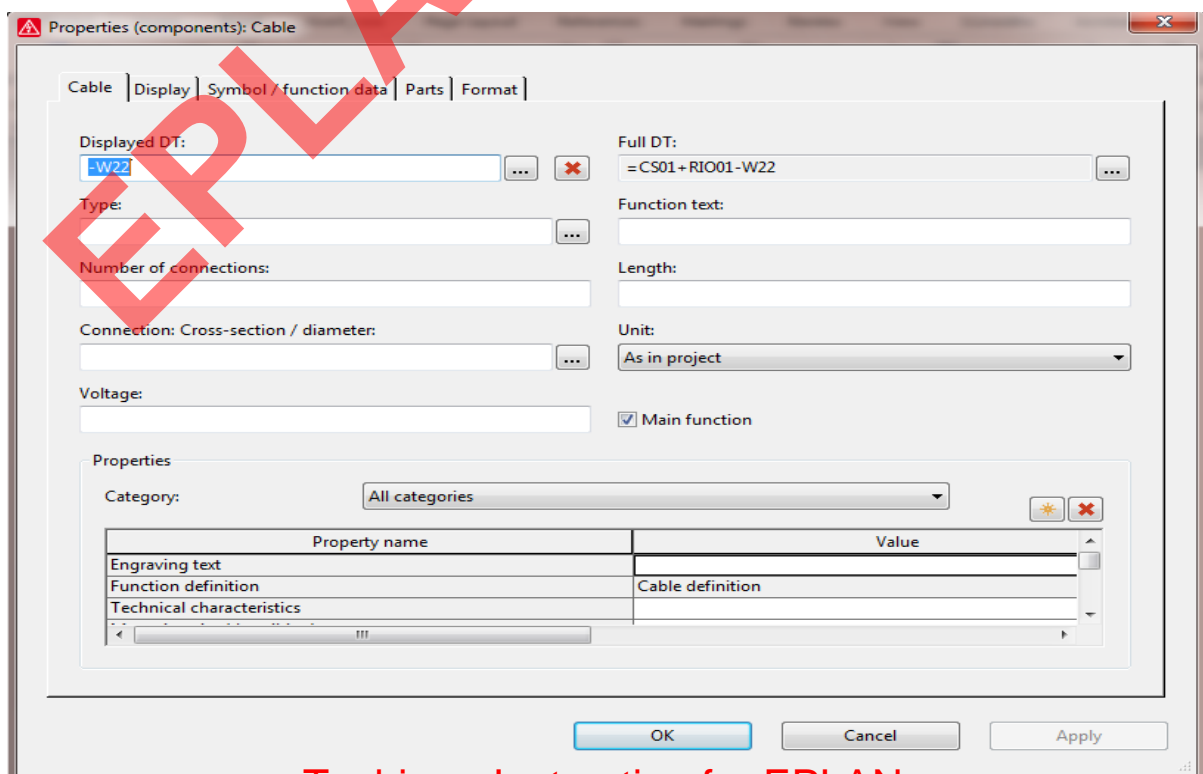 Properties (components): Cable
Cable Display Symbol / function data Parts Format
Displayed DT: Full DT:
-W22 ... =CS01+RIO01-W22 ...
Type: Function text:
...
Number of connections: Length:
Connection: Cross-section / diameter: Unit:
... As in project
Voltage:
Main function
Properties
Category: All categories
Property name Value
Engraving text
Function definition Cable definition
Technical characteristics
OK Cancel Apply
EPLA